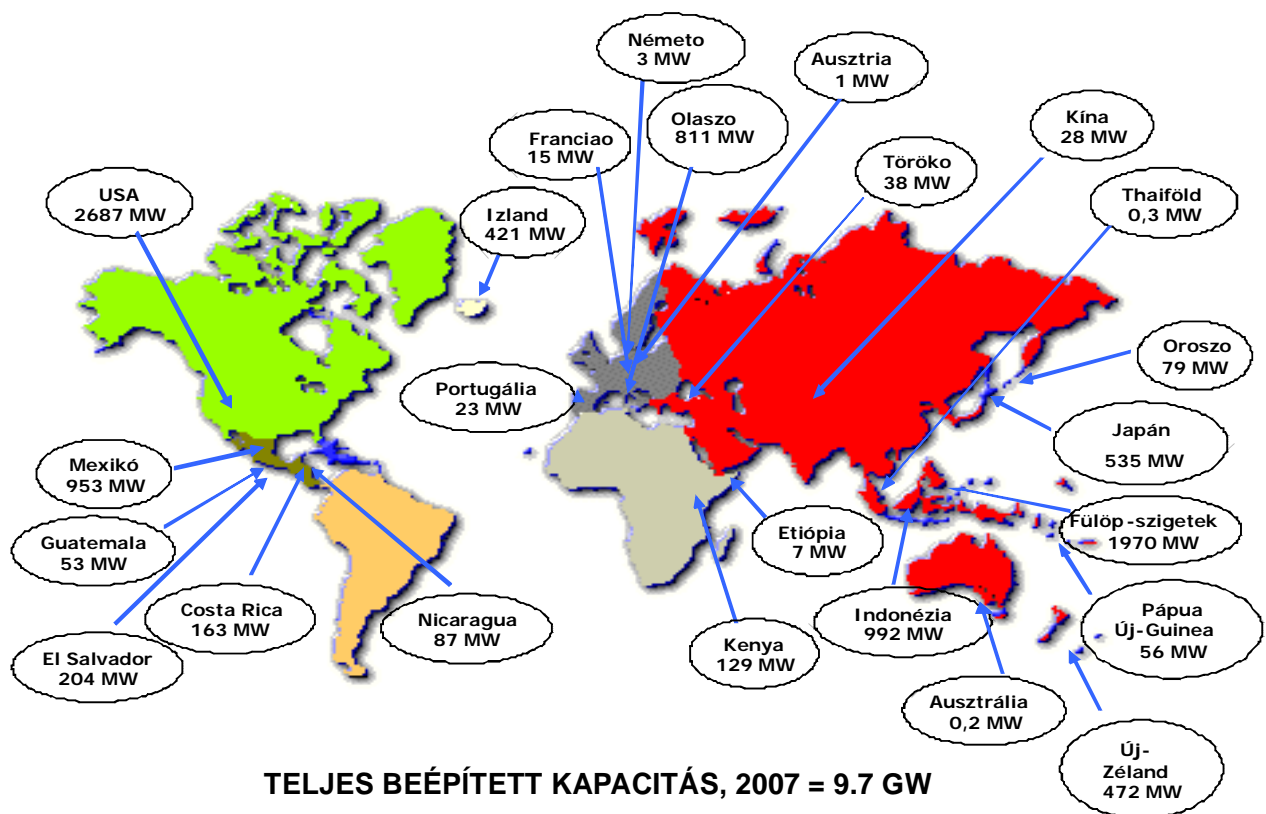 Németo
3 MW
Ausztria
1 MW
Olaszo
811 MW
Franciao
15 MW
Kína
28 MW
Töröko
38 MW
Thaiföld
0,3 MW
USA
2687 MW
Izland
421 MW
Oroszo
79 MW
Portugália
23 MW
Japán
535 MW
Mexikó
953 MW
Fülöp-szigetek
1970 MW
Guatemala
53 MW
Etiópia
7 MW
Costa Rica
163 MW
Nicaragua
87 MW
Indonézia
992 MW
Pápua
Új-Guinea
56 MW
Kenya
129 MW
El Salvador
204 MW
Ausztrália
0,2 MW
Új-
Zéland
472 MW
TELJES BEÉPÍTETT KAPACITÁS, 2007 = 9.7 GW